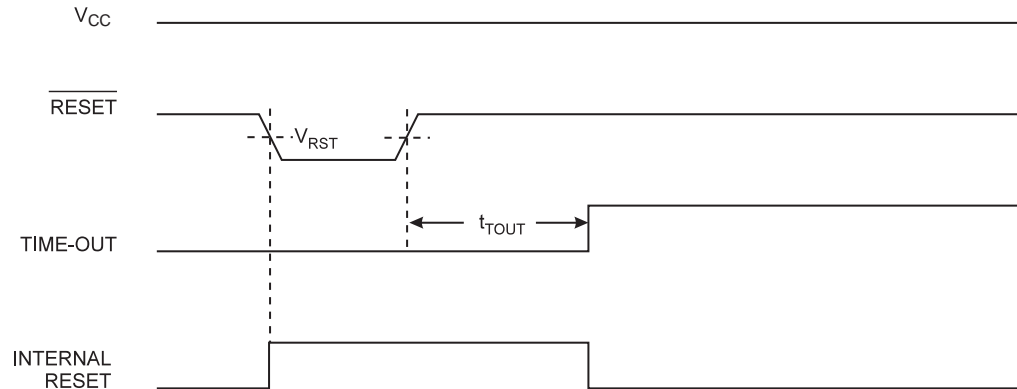 VCC
RESET
VRST
tTOUT
TIME-OUT
INTERNAL
RESET